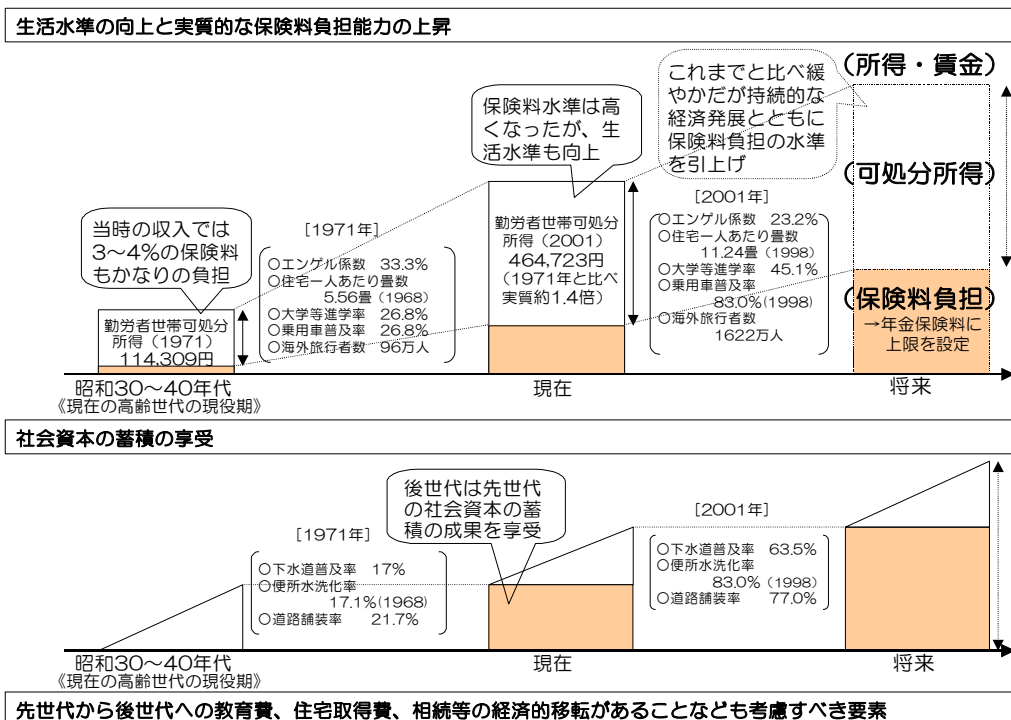 生活水準の向上と実質的な保険料負担能力の上昇
(所得・賃金)
これまでと比べ緩
やかだが持続的な
経済発展とともに
保険料負担の水準
を引上げ
保険料水準は高
くなったが、生
活水準も向上
(可処分所得)
当時の収入では
3〜4%の保険料
もかなりの負担
[1971年]
○エンゲル係数 33.3%
○住宅一人あたり畳数
5.56畳(1968)
○大学等進学率 26.8%
○乗用車普及率 26.8%
○海外旅行者数 96万人
勤労者世帯可処分
所得(2001)
464,723円
(1971年と比べ
実質約1.4倍)
[2001年]
○エンゲル係数 23.2%
○住宅一人あたり畳数
11.24畳(1998)
○大学等進学率 45.1%
○乗用車普及率
83.0%(1998)
○海外旅行者数
1622万人
(保険料負担)
→年金保険料に
上限を設定
勤労者世帯可処分
所得(1971)
114,309円
昭和30〜40年代
《現在の高齢世代の現役期》
現在
将来
社会資本の蓄積の享受
後世代は先世代
の社会資本の蓄
積の成果を享受
[1971年]
○下水道普及率 17%
○便所水洗化率
17.1%(1968)
○道路舗装率 21.7%
[2001年]
○下水道普及率 63.5%
○便所水洗化率
83.0%(1998)
○道路舗装率 77.0%
昭和30〜40年代
《現在の高齢世代の現役期》
現在
将来
先世代から後世代への教育費、住宅取得費、相続等の経済的移転があることなども考慮すべき要素